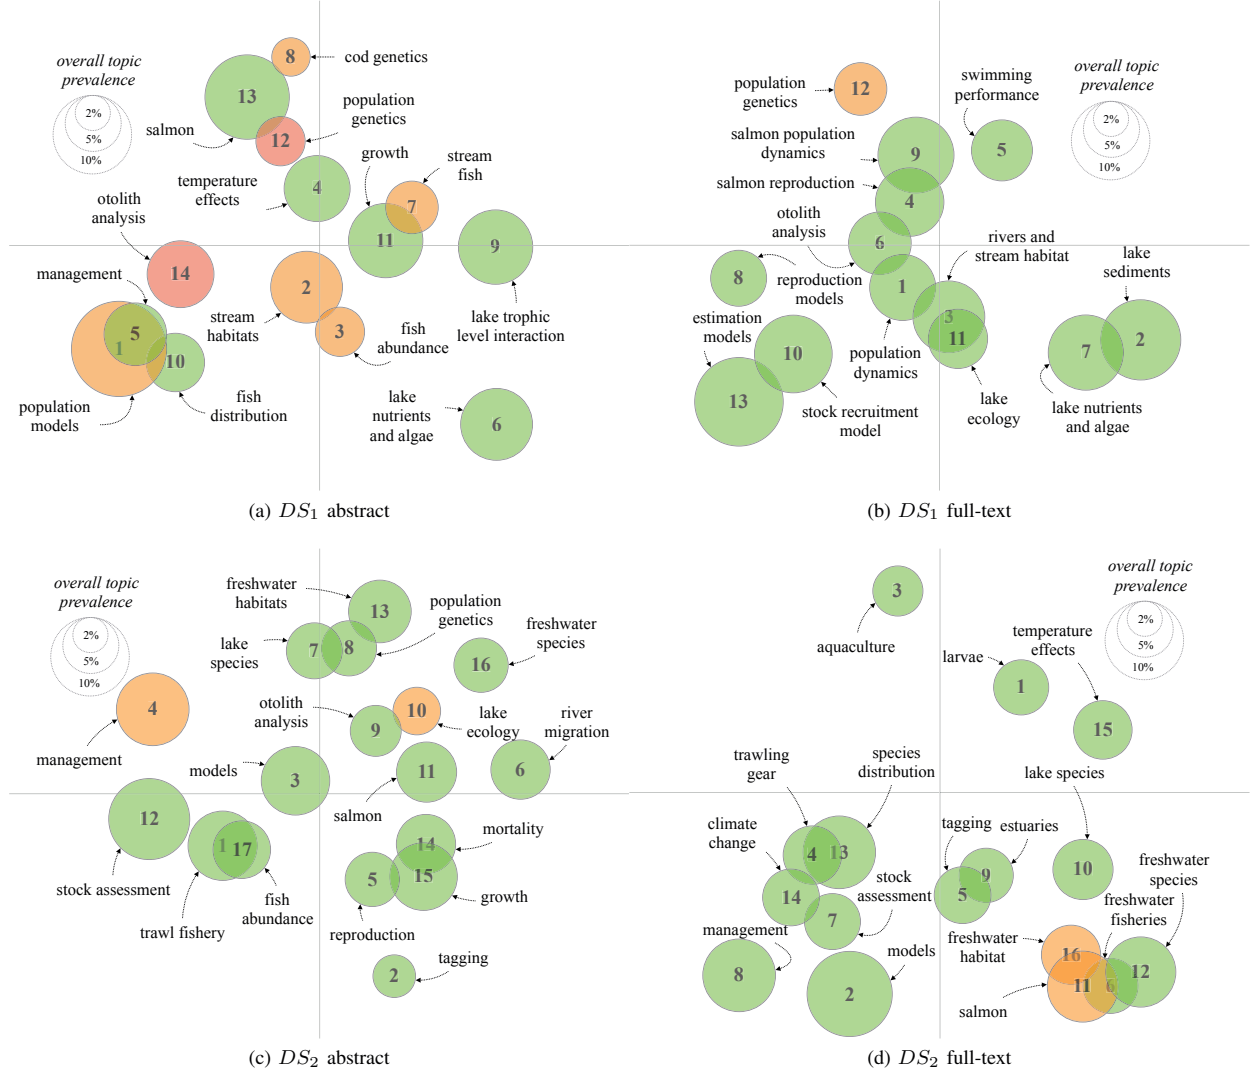 overall topic
prevalence
2%
5%
10%
8
cod genetics
13
salmon
population
genetics
12
growth
stream
fish
temperature
effects
4
7
11
9
otolith
analysis
14
management
2
stream
habitats
3
fish
abundance
lake trophic
level interaction
5
1
10
population
models
fish
distribution
lake
nutrients
and algae
6
(a) DS1 abstract
population
genetics
12
swimming
performance
5
overall topic
prevalence
2%
5%
10%
salmon population
dynamics
9
salmon reproduction
4
otolith
analysis
6
rivers and
stream habitat
lake
sediments
8
reproduction
models
1
estimation
models
3
11
10
population
dynamics
7
2
13
stock recruitment
model
lake
ecology
lake nutrients
and algae
(b) DS1 full-text
overall topic
prevalence
2%
5%
10%
freshwater
habitats
13
population
genetics
lake
species
7
8
freshwater
species
16
4
management
otolith
analysis
9
10
lake
ecology
river
migration
models
3
11
6
salmon
12
stock assessment
1
17
trawl fishery
fish
abundance
14
mortality
5
15
growth
reproduction
2
tagging
(c) DS2 abstract
3
aquaculture
overall topic
prevalence
2%
5%
10%
temperature
effects
larvae
1
15
trawling
gear
species
distribution
lake species
climate
change
4
13
tagging
estuaries
9
10
freshwater
species
14
stock
assessment
7
5
freshwater
fisheries
management
8
models
2
freshwater
habitat
16
12
11
6
salmon
(d) DS2 full-text